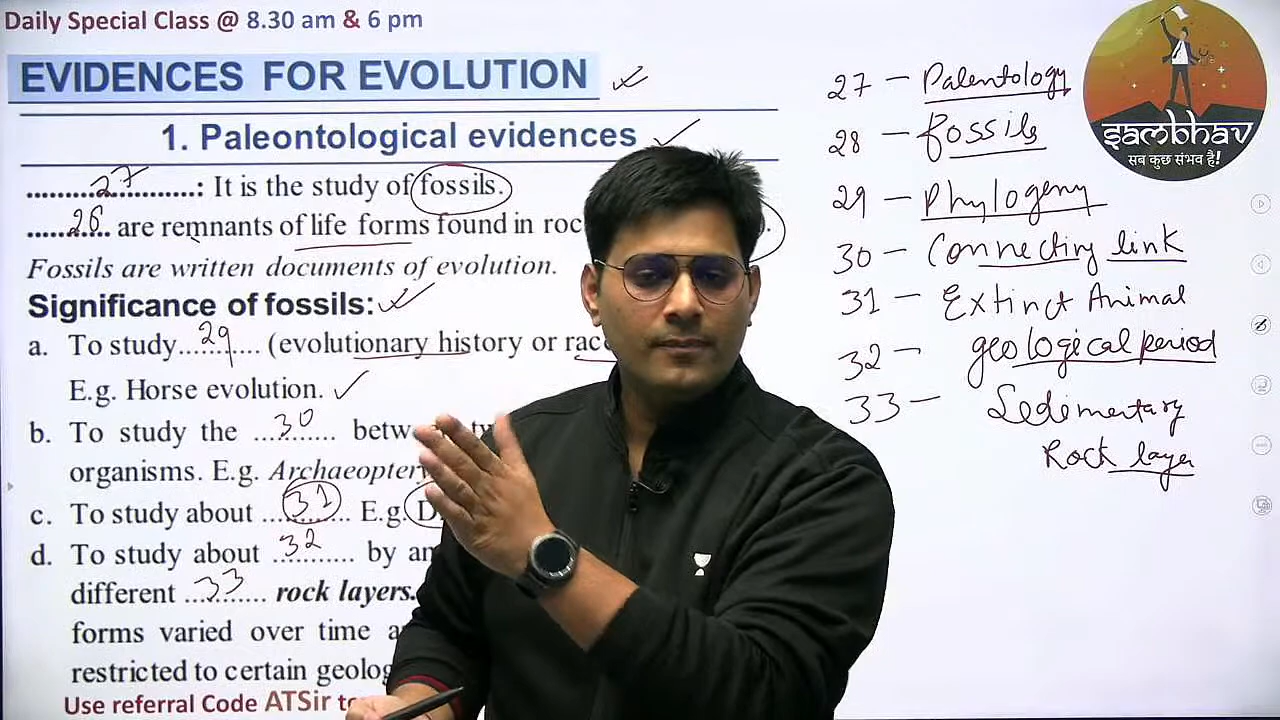 Daily Special Class @ 8.30 am & 6 pm
EVIDENCES FOR EVOLUTION
1. Paleontological evidences
27 : It is the study of fossils.
26 are remnants of life forms found in roc
Fossils are written documents of evolution.
Significance of fossils:
a. To study 29 (evolutionary history or rac
E.g. Horse evolution.
b. To study the 30 betw
organisms. E.g. Archaeoptery
c. To study about 31 E.g. D
d. To study about 32 by an
different 33 rock layers.
forms varied over time a
restricted to certain geolog
Use referral Code ATSir to
27 – Palentology
28 – Fossils
29 – Phylogeny
30 – Connecting link
31 – Extinct Animal
32 – geological period
33 – Sedimentary
Rock layer
sambhav
सब कुछ संभव है!